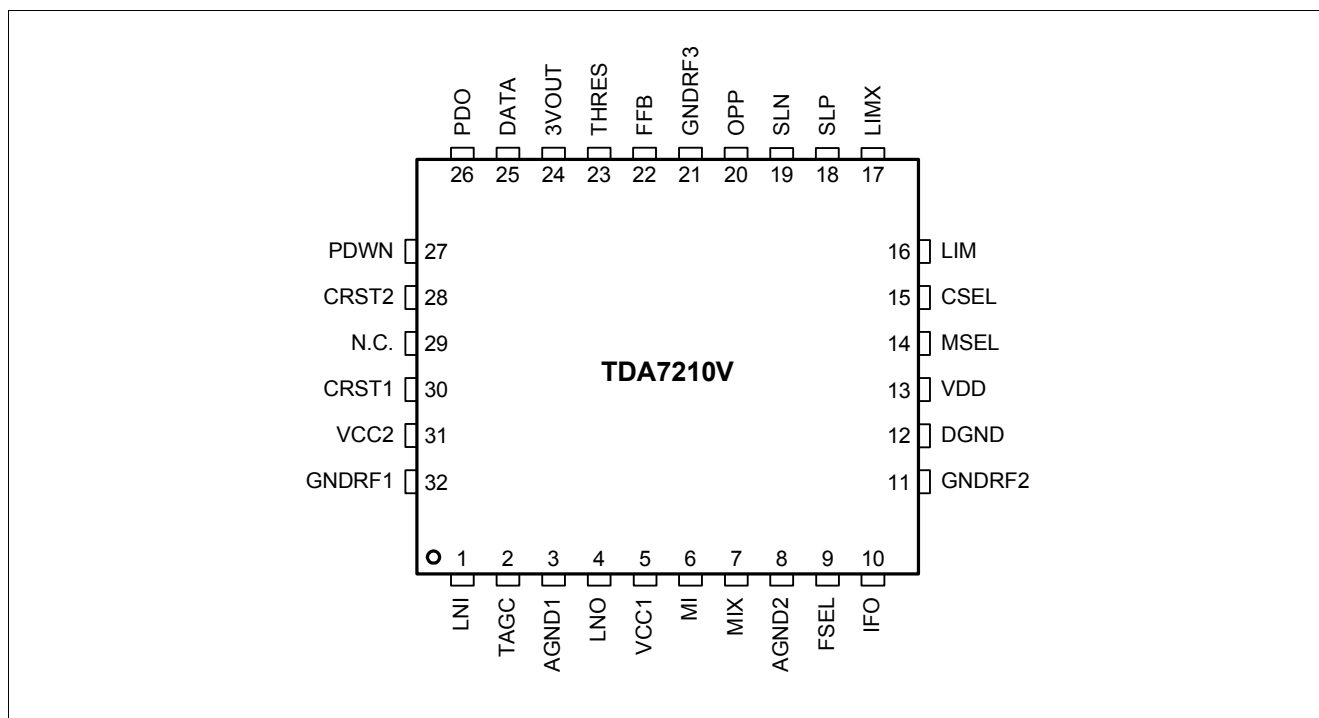 PDO
DATA
3VOUT
THRES
FFB
GNDRF3
OPP
SLN
SLP
LIMX
26 25 24 23 22 21 20 19 18 17
PDWN 27
CRST2 28
N.C. 29
CRST1 30
VCC2 31
GNDRF1 32
TDA7210V
16 LIM
15 CSEL
14 MSEL
13 VDD
12 DGND
11 GNDRF2
1 2 3 4 5 6 7 8 9 10
LNI
TAGC
AGND1
LNO
VCC1
MI
MIX
AGND2
FSEL
IFO